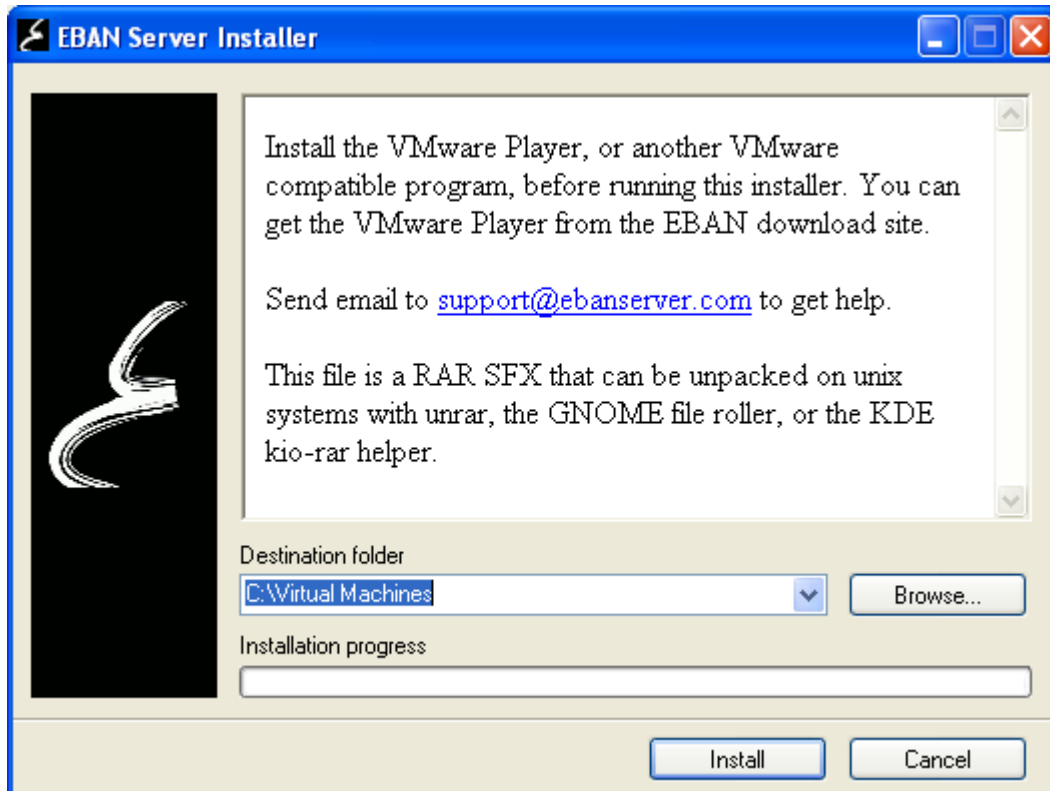 EBAN Server Installer
Install the VMware Player, or another VMware
compatible program, before running this installer. You can
get the VMware Player from the EBAN download site.
Send email to support@ebanserver.com to get help.
This file is a RAR SFX that can be unpacked on unix
systems with unrar, the GNOME file roller, or the KDE
kio-rar helper.
Destination folder
C:\Virtual Machines
Browse...
Installation progress
Install
Cancel